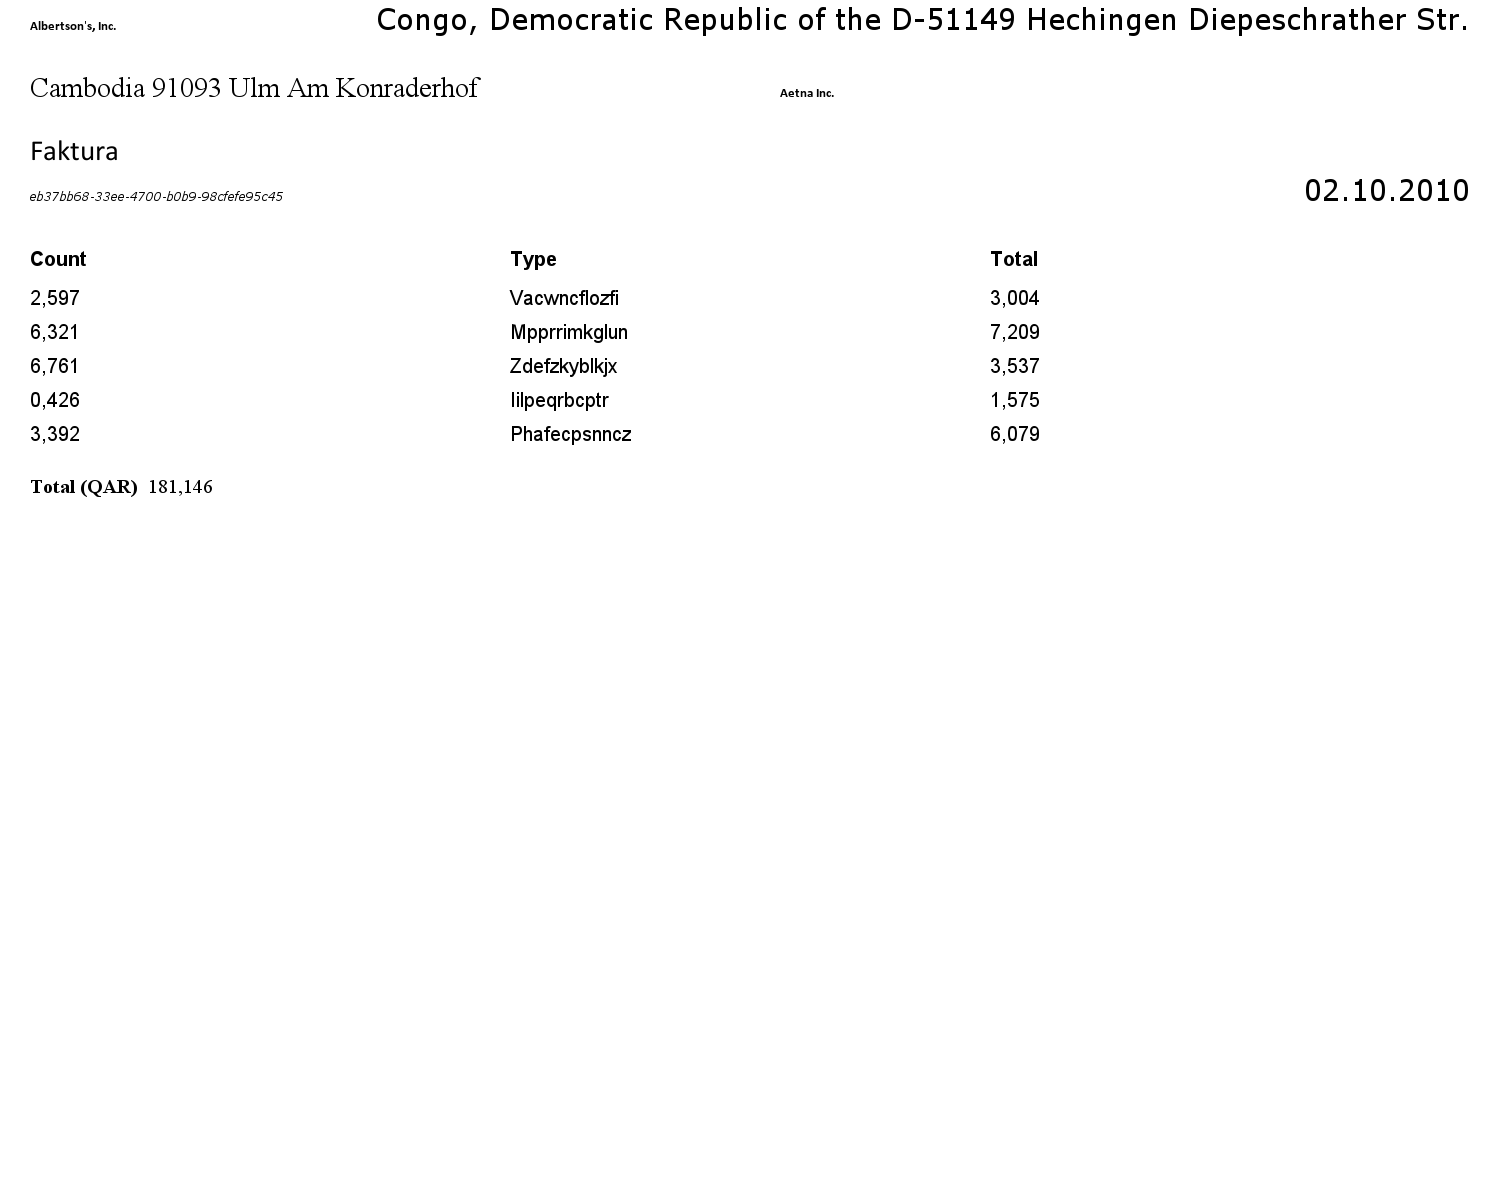 Albertson's, Inc. Congo, Democratic Republic of the D-51149 Hechingen Diepeschrather Str.
Cambodia 91093 Ulm Am Konraderhof Aetna Inc.
Faktura
eb37bb68-33ee-4700-b0b9-98cfefe95c45 02.10.2010
Count Type Total
2,597 Vacwncflozfi 3,004
6,321 Mpprrimkglun 7,209
6,761 Zdefzkyblkjx 3,537
0,426 Iilpeqrbcptr 1,575
3,392 Phafecpsnncz 6,079
Total (QAR) 181,146